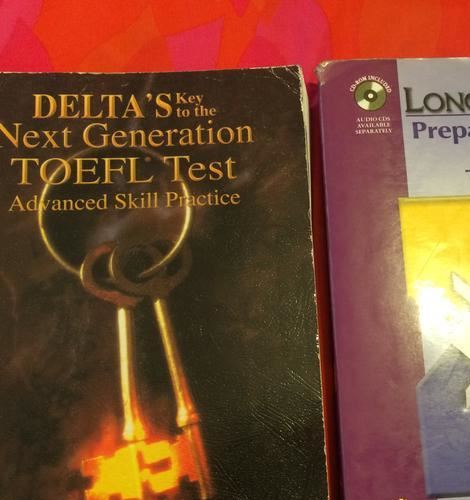 DELTA'S Key
to the
Next Generation
TOEFL® Test
Advanced Skill Practice
CD-ROM INCLUDED
AUDIO CDS
AVAILABLE
SEPARATELY
LONG
Prepa